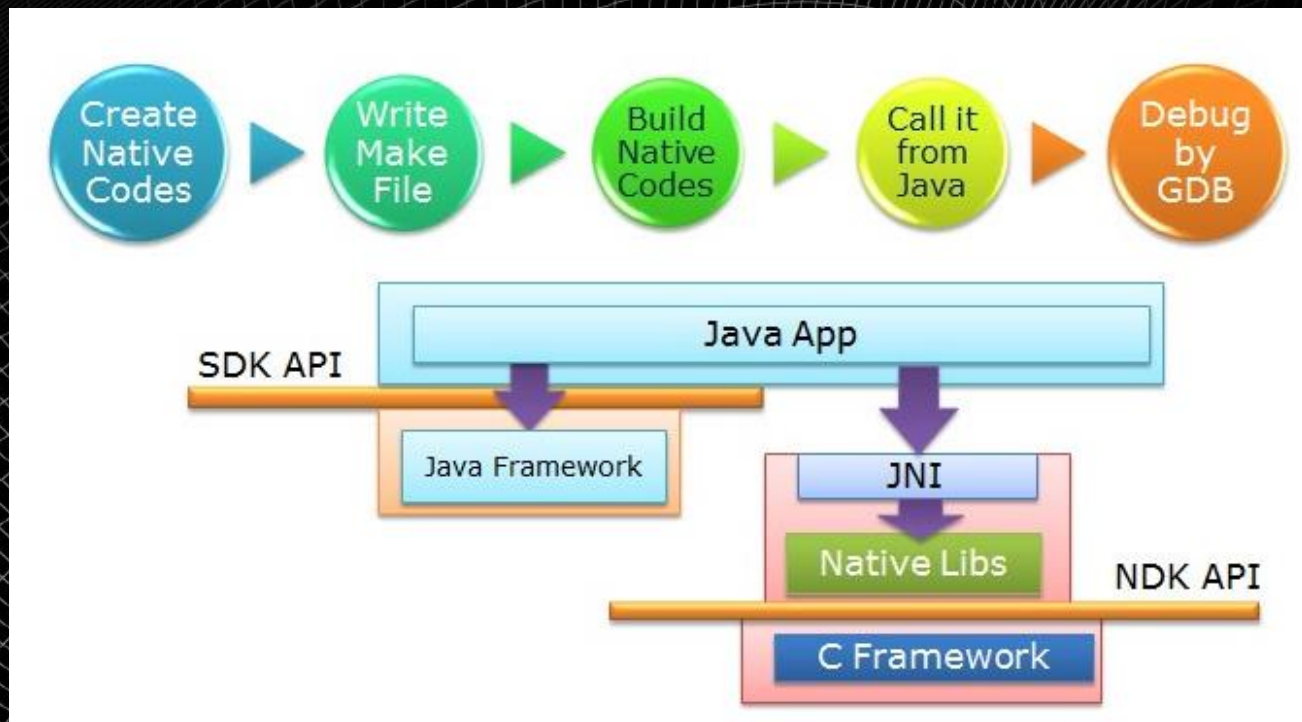 Create
Native
Codes
Write
Make
File
Build
Native
Codes
Call it
from
Java
Debug
by
GDB
Java App
SDK API
Java Framework
JNI
Native Libs
NDK API
C Framework